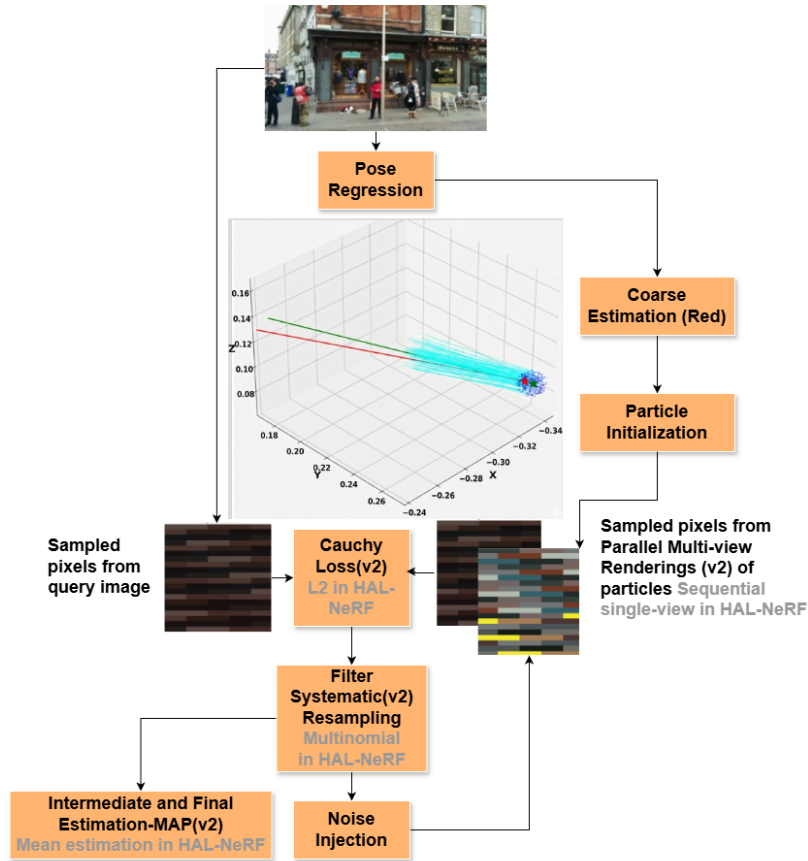 Pose
Regression
Coarse
Estimation (Red)
Particle
Initialization
0.16
0.14
0.12
Z
0.10
0.08
0.18
0.20
0.22
Y
0.24
0.26
-0.24
-0.26
-0.28
X
-0.30
-0.32
-0.34
Sampled
pixels from
query image
Cauchy
Loss(v2)
L2 in HAL-
NeRF
Sampled pixels from
Parallel Multi-view
Renderings (v2) of
particles Sequential
single-view in HAL-NeRF
Filter
Systematic(v2)
Resampling
Multinomial
in HAL-NeRF
Intermediate and Final
Estimation-MAP(v2)
Mean estimation in HAL-NeRF
Noise
Injection